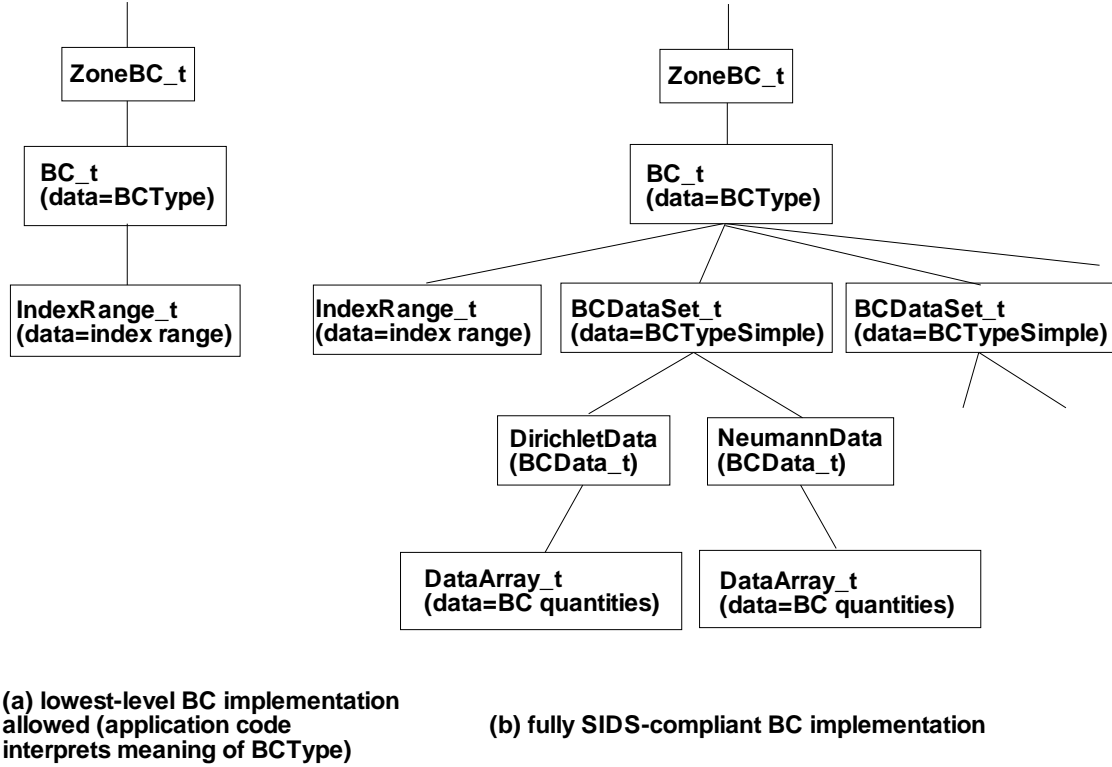 ZoneBC_t
BC_t
(data=BCType)
IndexRange_t
(data=index range)
ZoneBC_t
BC_t
(data=BCType)
IndexRange_t
(data=index range)
BCDataSet_t
(data=BCTypeSimple)
BCDataSet_t
(data=BCTypeSimple)
DirichletData
(BCData_t)
NeumannData
(BCData_t)
DataArray_t
(data=BC quantities)
DataArray_t
(data=BC quantities)
(a) lowest-level BC implementation
allowed (application code
interprets meaning of BCType)
(b) fully SIDS-compliant BC implementation